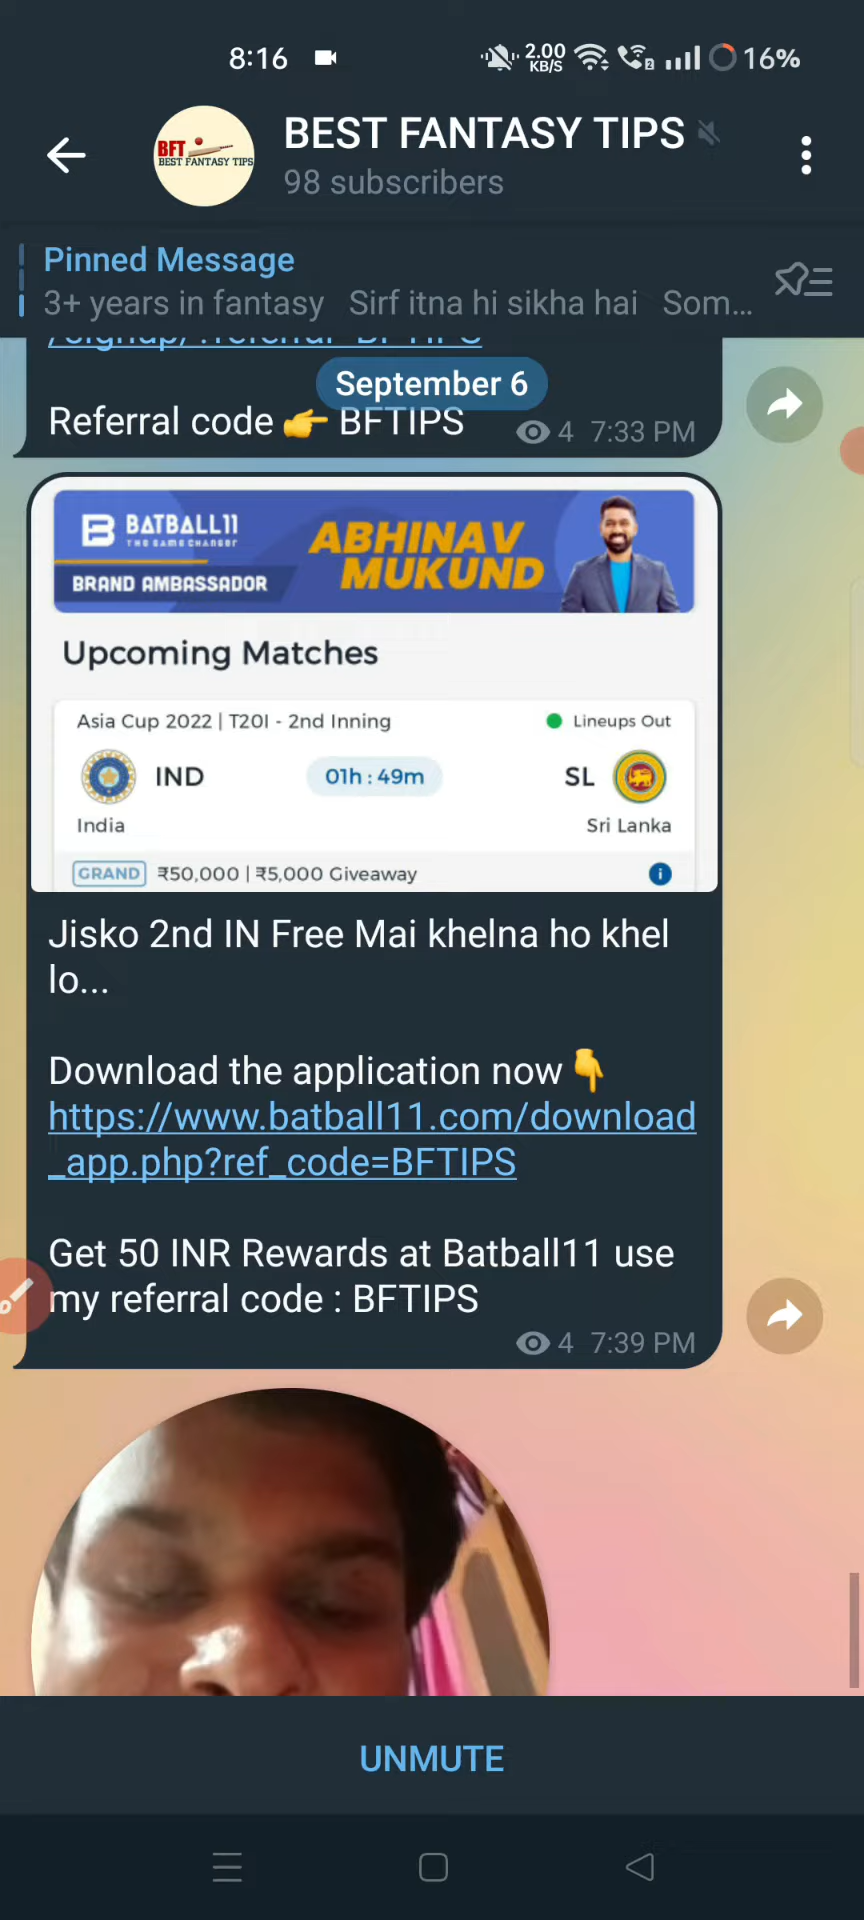 8:16
2.00
KB/S
2
16%
BFT
BEST FANTASY TIPS
BEST FANTASY TIPS
98 subscribers
Pinned Message
3+ years in fantasy Sirf itna hi sikha hai Som...
September 6
Referral code 👉 BFTIPS
4 7:33 PM
B BATBALL11
THE GAME CHANGER
BRAND AMBASSADOR
ABHINAV
MUKUND
Upcoming Matches
Asia Cup 2022 | T20I - 2nd Inning
Lineups Out
IND
01h : 49m
SL
India
Sri Lanka
GRAND ₹50,000 | ₹5,000 Giveaway
i
Jisko 2nd IN Free Mai khelna ho khel
lo...
Download the application now 👇
https://www.batball11.com/download
_app.php?ref_code=BFTIPS
Get 50 INR Rewards at Batball11 use
my referral code : BFTIPS
4 7:39 PM
UNMUTE